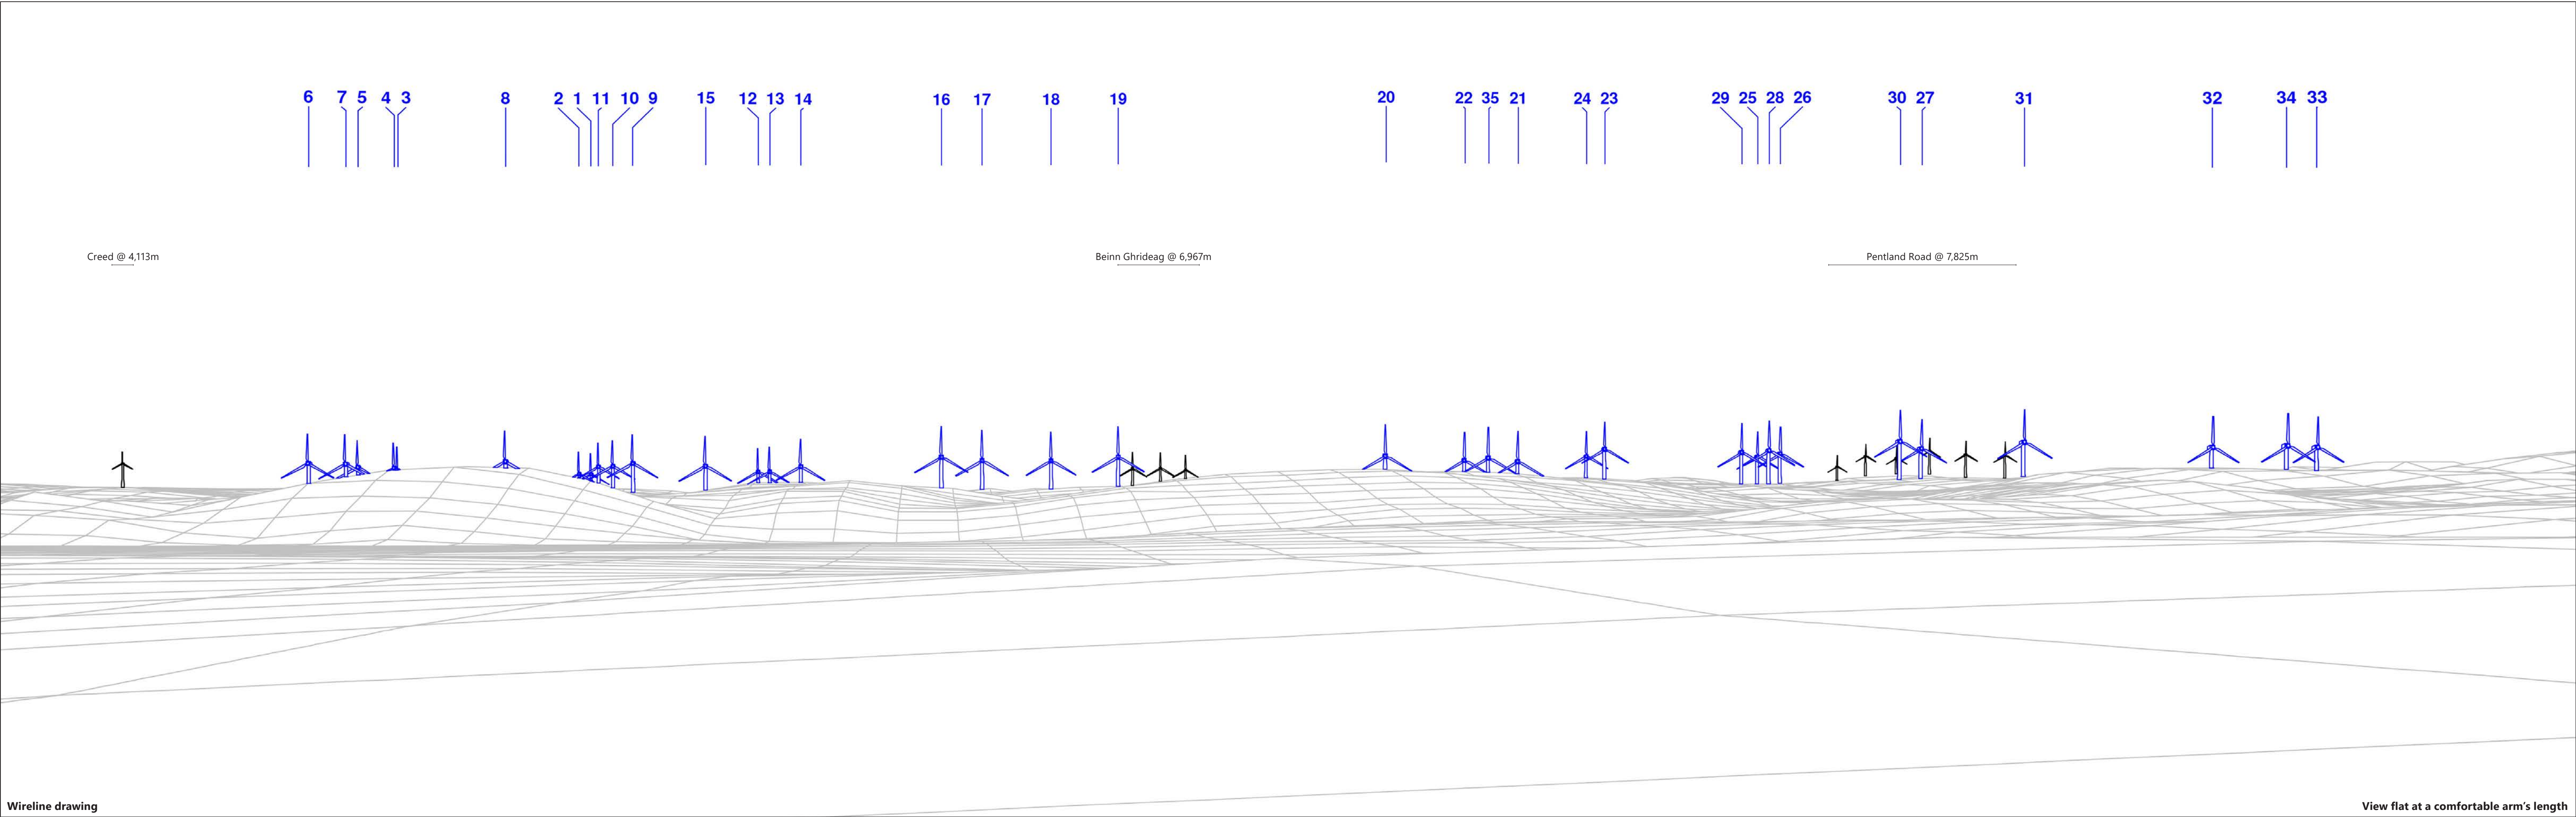 6 7 5 4 3 8 2 1 11 10 9 15 12 13 14 16 17 18 19 20 22 35 21 24 23 29 25 28 26 30 27 31 32 34 33
Creed @ 4,113m Beinn Ghrideag @ 6,967m Pentland Road @ 7,825m
Wireline drawing View flat at a comfortable arm's length